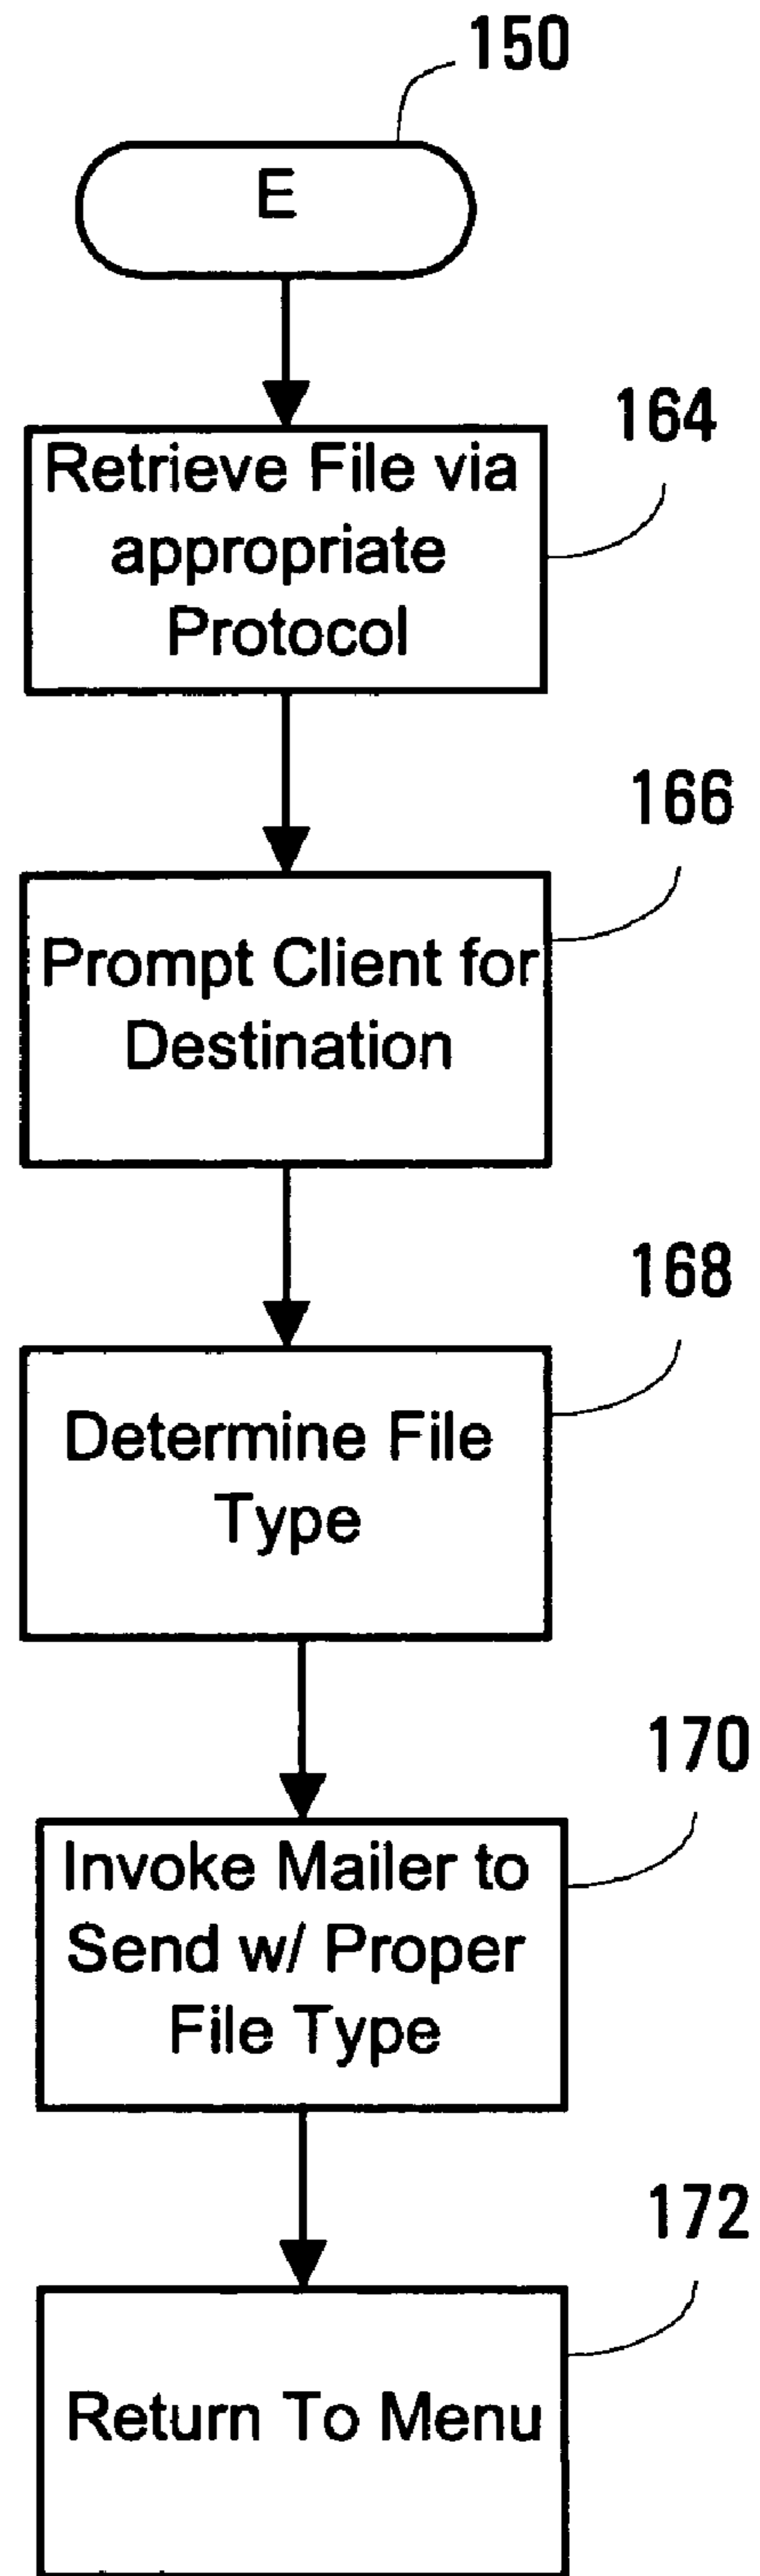 150
E
164
Retrieve File via
appropriate
Protocol
166
Prompt Client for
Destination
168
Determine File
Type
170
Invoke Mailer to
Send w/ Proper
File Type
172
Return To Menu